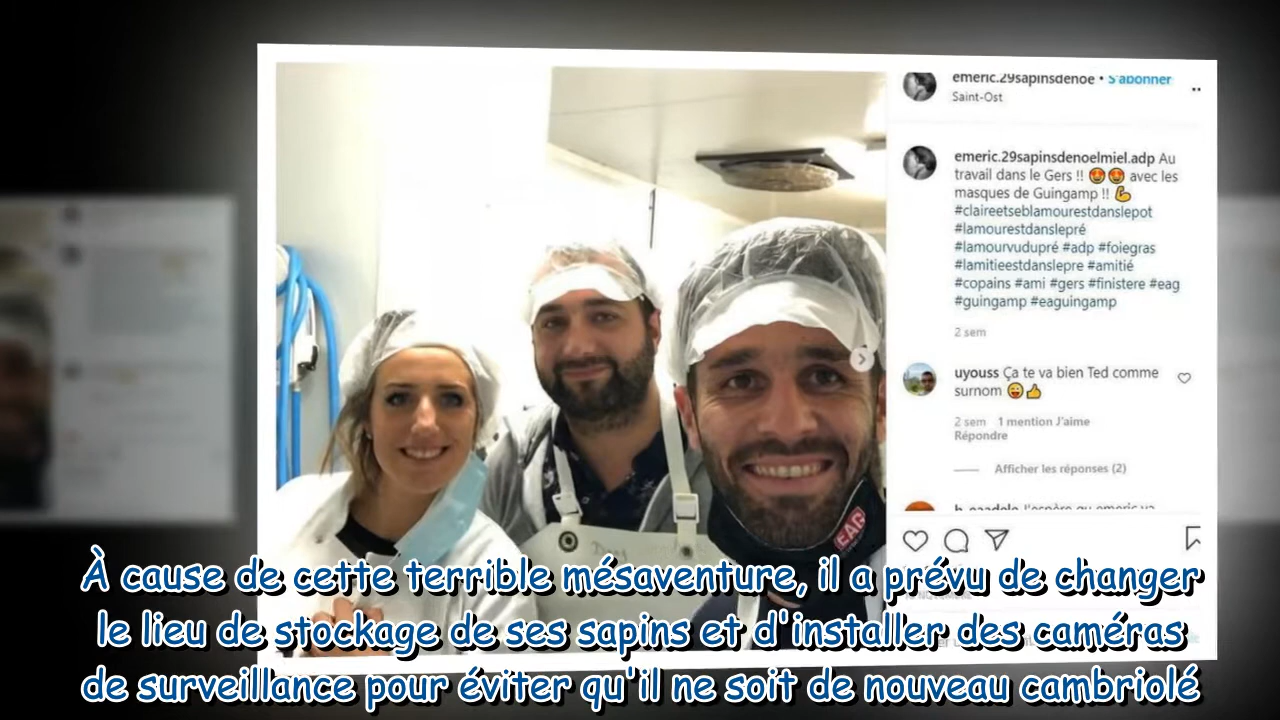 emeric.29sapinsdenoe • S'abonner
Saint-Ost
emeric.29sapinsdenoelmiel.adp Au
travail dans le Gers !! 😍😍 avec les
masques de Guingamp !! 💪
#claireetseblamourestdanslepot
#lamourestdanslepré
#lamourvudupré #adp #foiegras
#lamitieestdanslepre #amitié
#copains #ami #gers #finistere #eag
#guingamp #eaguingamp
2 sem
uyouss Ça te va bien Ted comme
surnom 😜👍
2 sem 1 mention J'aime
Répondre
Afficher les réponses (2)
EAG
À cause de cette terrible mésaventure, il a prévu de changer
le lieu de stockage de ses sapins et d'installer des caméras
de surveillance pour éviter qu'il ne soit de nouveau cambriolé